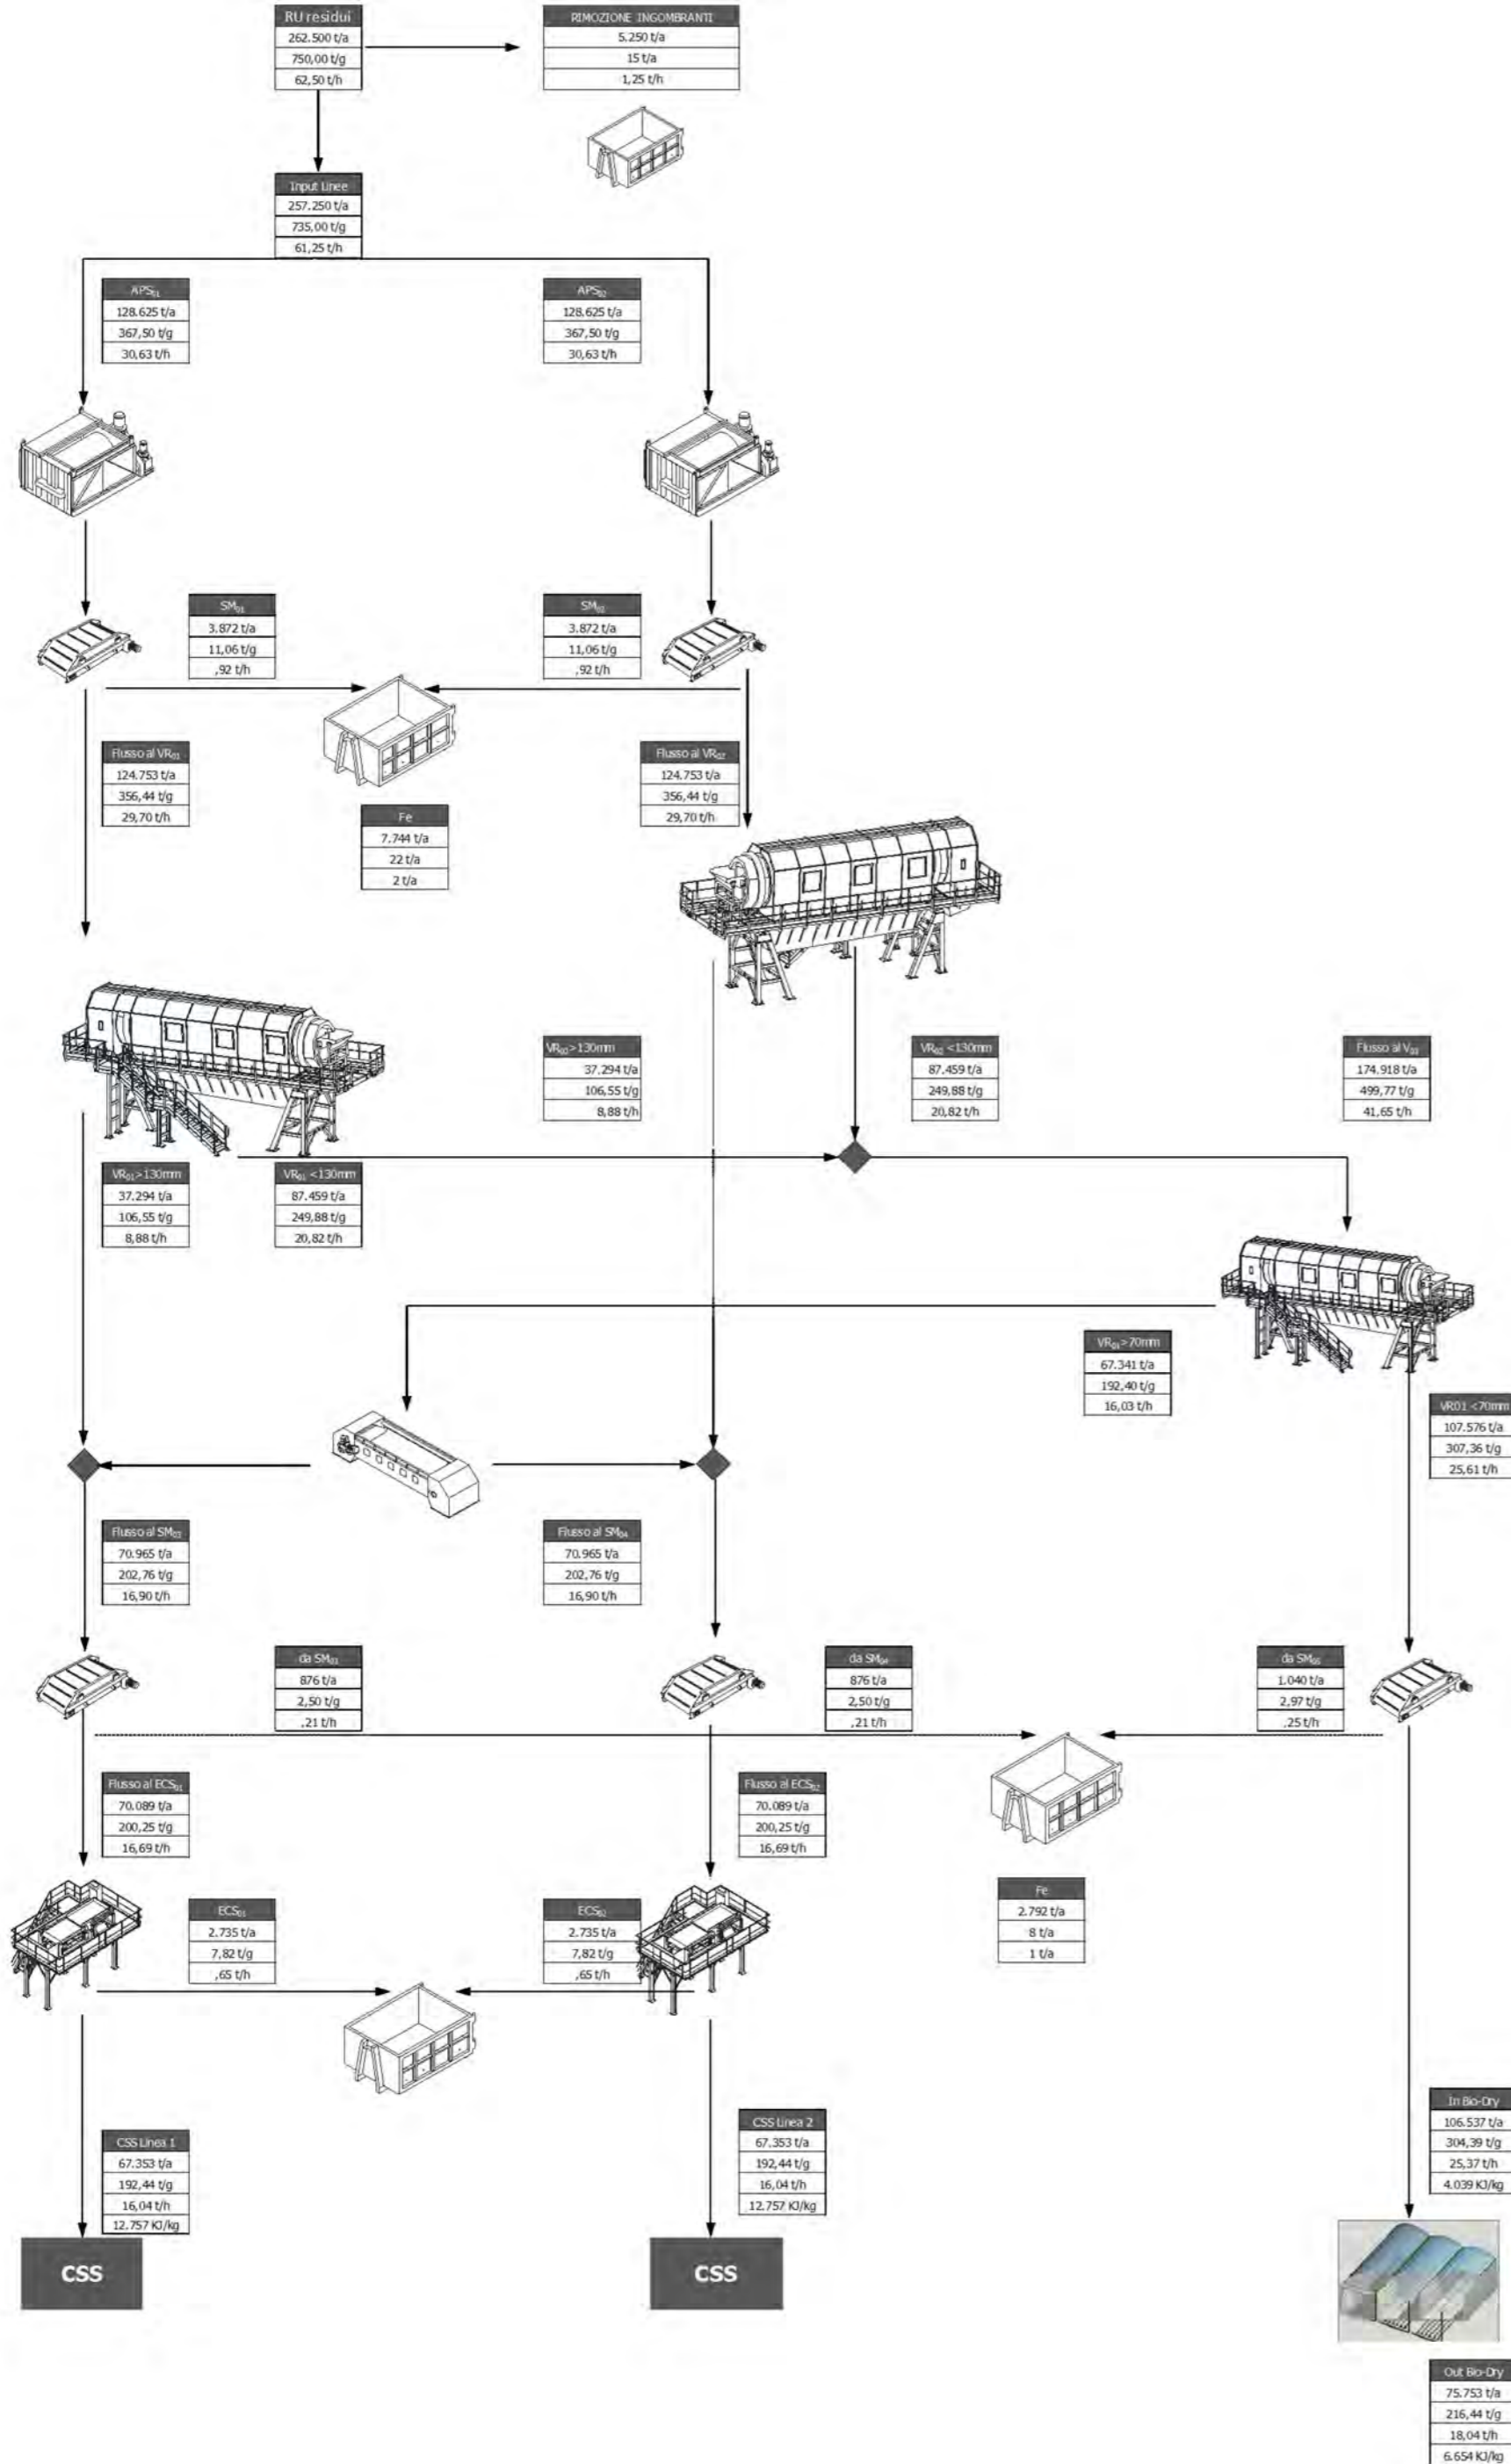 RU residui
262.500 t/a
750,00 t/g
62,50 t/h
RIMOZIONE INGOMBRANTI
5.250 t/a
15 t/a
1,25 t/h
Input Linee
257.250 t/a
735,00 t/g
61,25 t/h
APS01
128.625 t/a
367,50 t/g
30,63 t/h
APS02
128.625 t/a
367,50 t/g
30,63 t/h
SM01
3.872 t/a
11,06 t/g
,92 t/h
SM02
3.872 t/a
11,06 t/g
,92 t/h
Flusso al VR01
124.753 t/a
356,44 t/g
29,70 t/h
Fe
7.744 t/a
22 t/a
2 t/a
Flusso al VR02
124.753 t/a
356,44 t/g
29,70 t/h
VR02>130mm
37.294 t/a
106,55 t/g
8,88 t/h
VR02 <130mm
87.459 t/a
249,88 t/g
20,82 t/h
Flusso al V03
174.918 t/a
499,77 t/g
41,65 t/h
VR01>130mm
37.294 t/a
106,55 t/g
8,88 t/h
VR01 <130mm
87.459 t/a
249,88 t/g
20,82 t/h
VR01>70mm
67.341 t/a
192,40 t/g
16,03 t/h
VR01 <70mm
107.576 t/a
307,36 t/g
25,61 t/h
Flusso al SM03
70.965 t/a
202,76 t/g
16,90 t/h
Flusso al SM04
70.965 t/a
202,76 t/g
16,90 t/h
da SM03
876 t/a
2,50 t/g
,21 t/h
da SM04
876 t/a
2,50 t/g
,21 t/h
da SM05
1.040 t/a
2,97 t/g
,25 t/h
Flusso al ECS01
70.089 t/a
200,25 t/g
16,69 t/h
Flusso al ECS02
70.089 t/a
200,25 t/g
16,69 t/h
ECS01
2.735 t/a
7,82 t/g
,65 t/h
ECS02
2.735 t/a
7,82 t/g
,65 t/h
Fe
2.792 t/a
8 t/a
1 t/a
CSS Linea 1
67.353 t/a
192,44 t/g
16,04 t/h
12.757 KJ/kg
CSS Linea 2
67.353 t/a
192,44 t/g
16,04 t/h
12.757 KJ/kg
In Bio-Dry
106.537 t/a
304,39 t/g
25,37 t/h
4.039 KJ/kg
CSS
CSS
Out Bio-Dry
75.753 t/a
216,44 t/g
18,04 t/h
6.654 KJ/kg